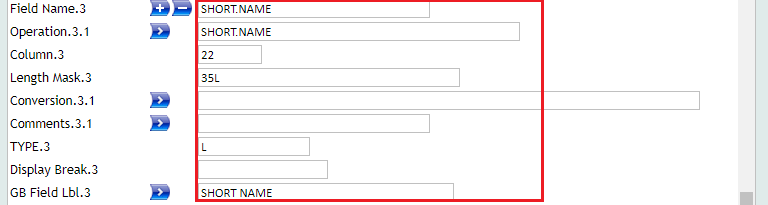 Field Name.3 SHORT.NAME
Operation.3.1 SHORT.NAME
Column.3 22
Length Mask.3 35L
Conversion.3.1
Comments.3.1
TYPE.3 L
Display Break.3
GB Field Lbl.3 SHORT NAME